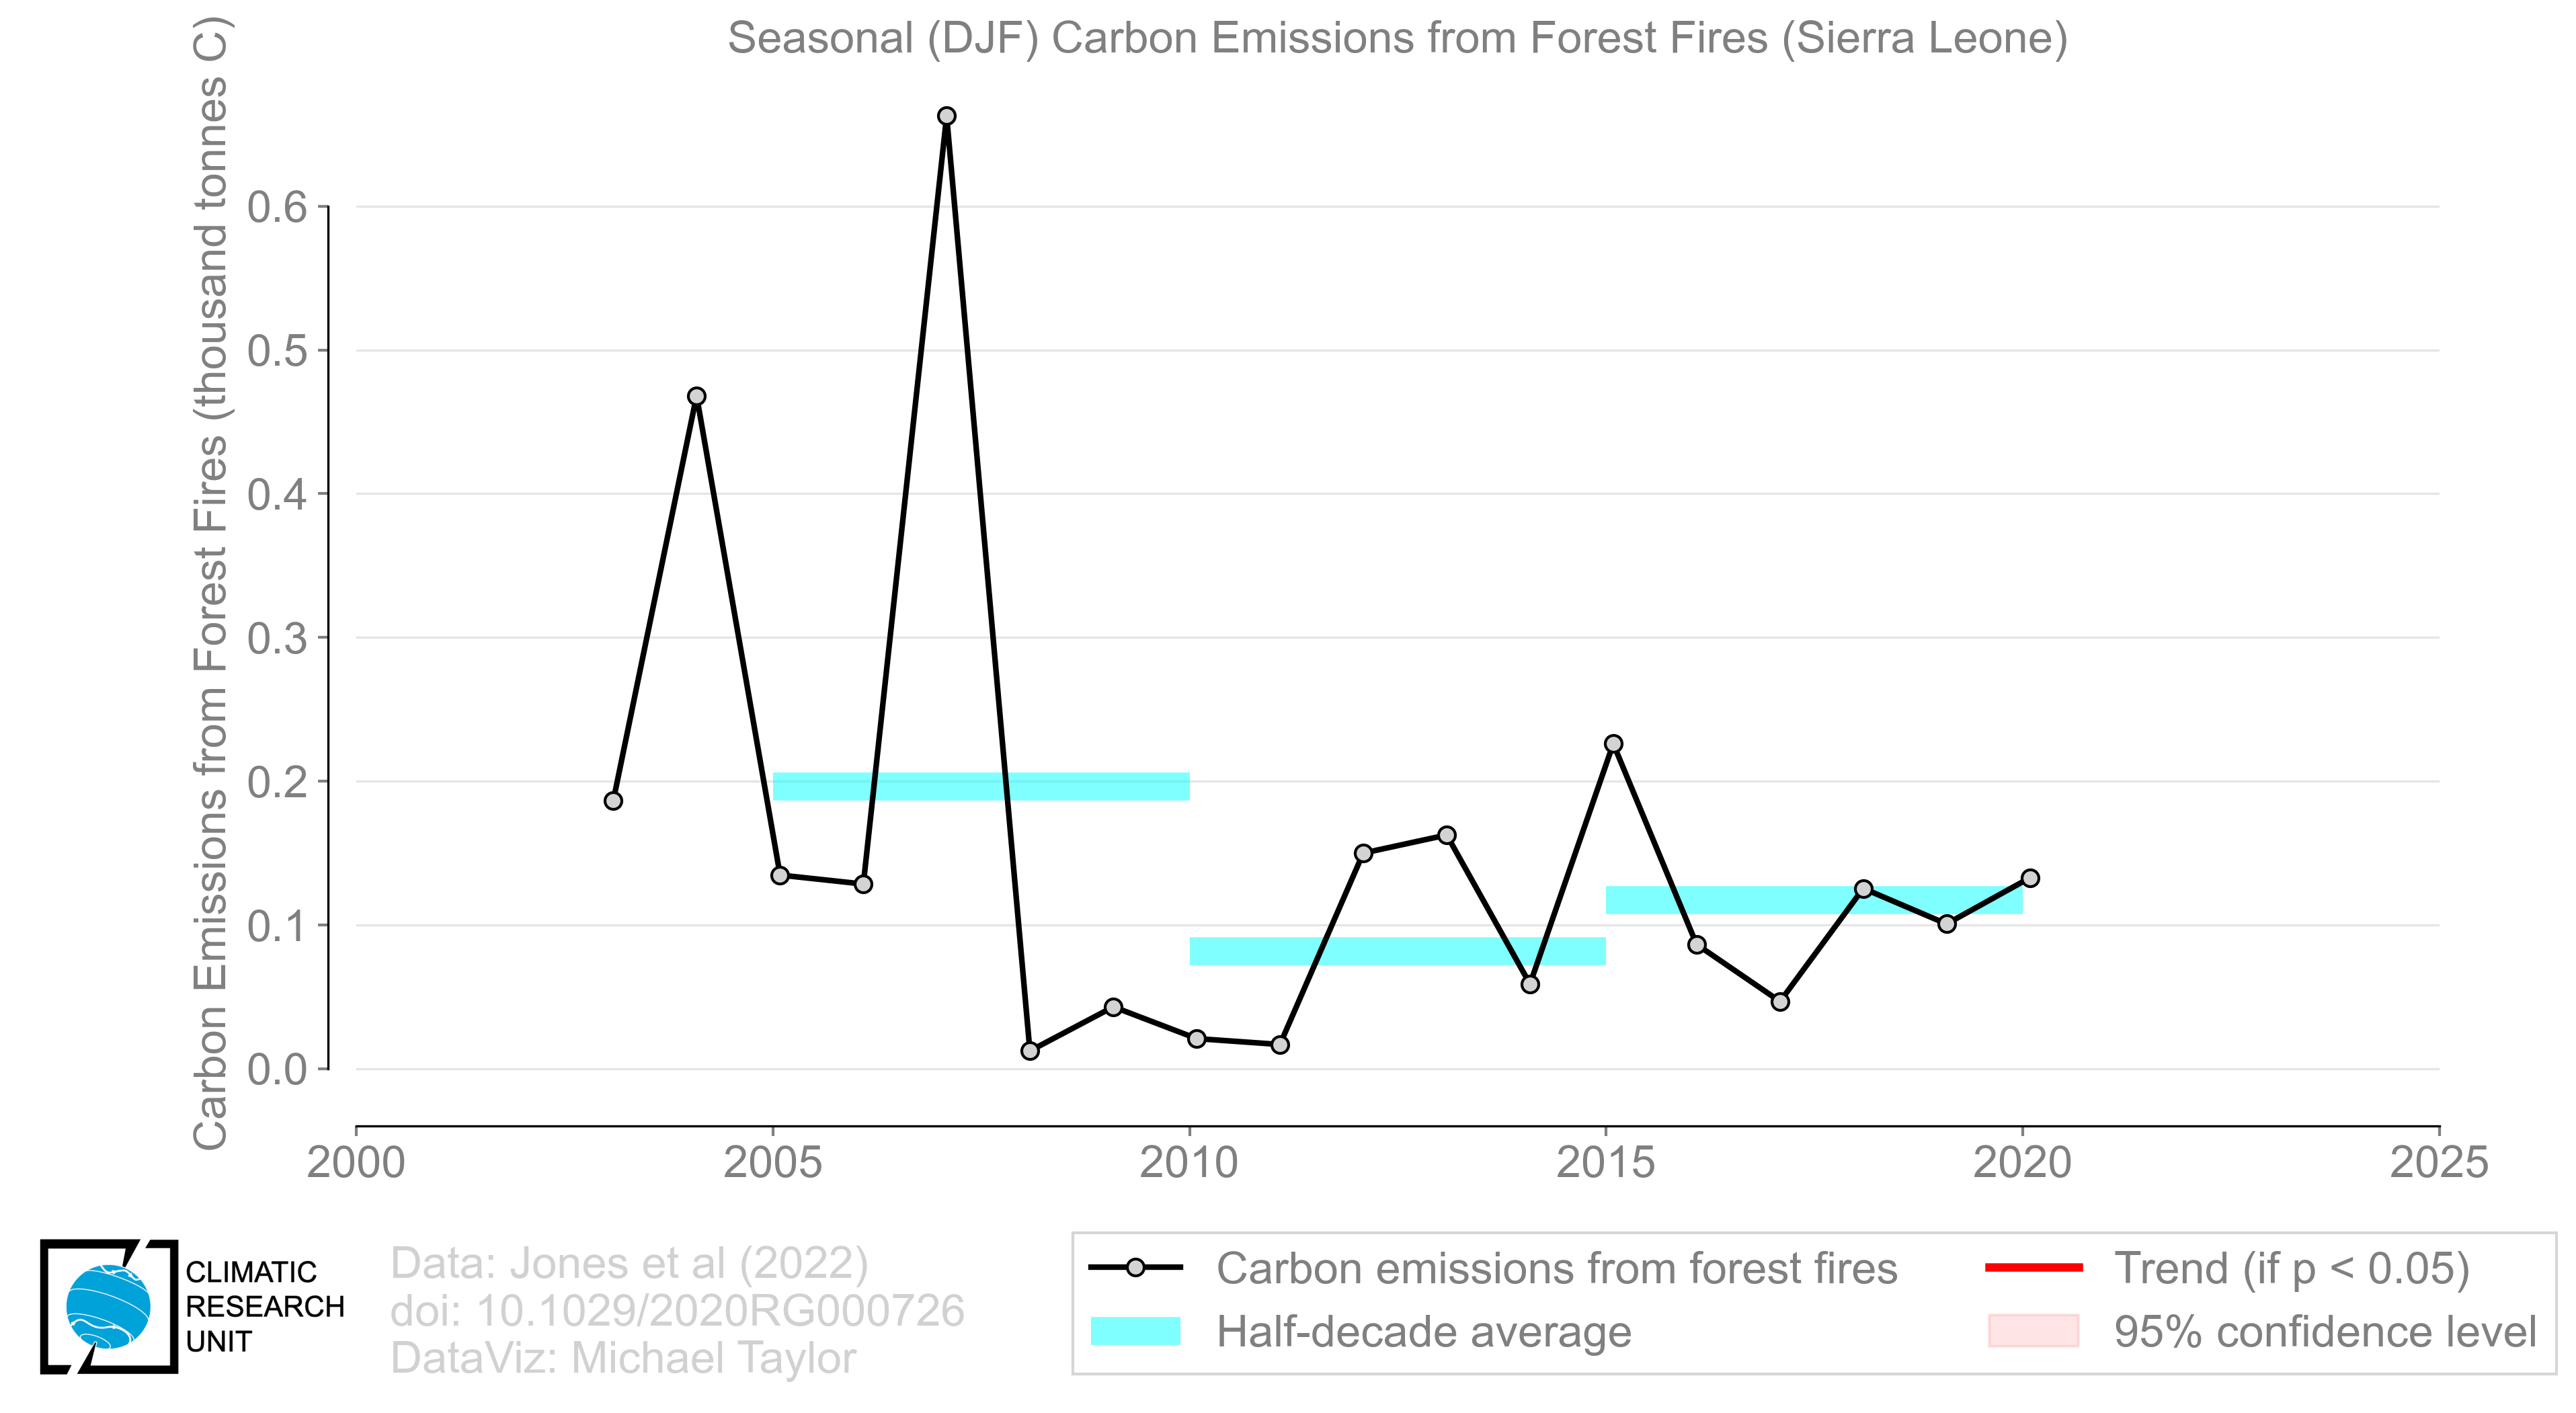 Seasonal (DJF) Carbon Emissions from Forest Fires (Sierra Leone)
Carbon Emissions from Forest Fires (thousand tonnes C)
0.6
0.5
0.4
0.3
0.2
0.1
0.0
2000 2005 2010 2015 2020 2025
CLIMATIC
RESEARCH
UNIT
Data: Jones et al (2022)
doi: 10.1029/2020RG000726
DataViz: Michael Taylor
Carbon emissions from forest fires
Half-decade average
Trend (if p < 0.05)
95% confidence level